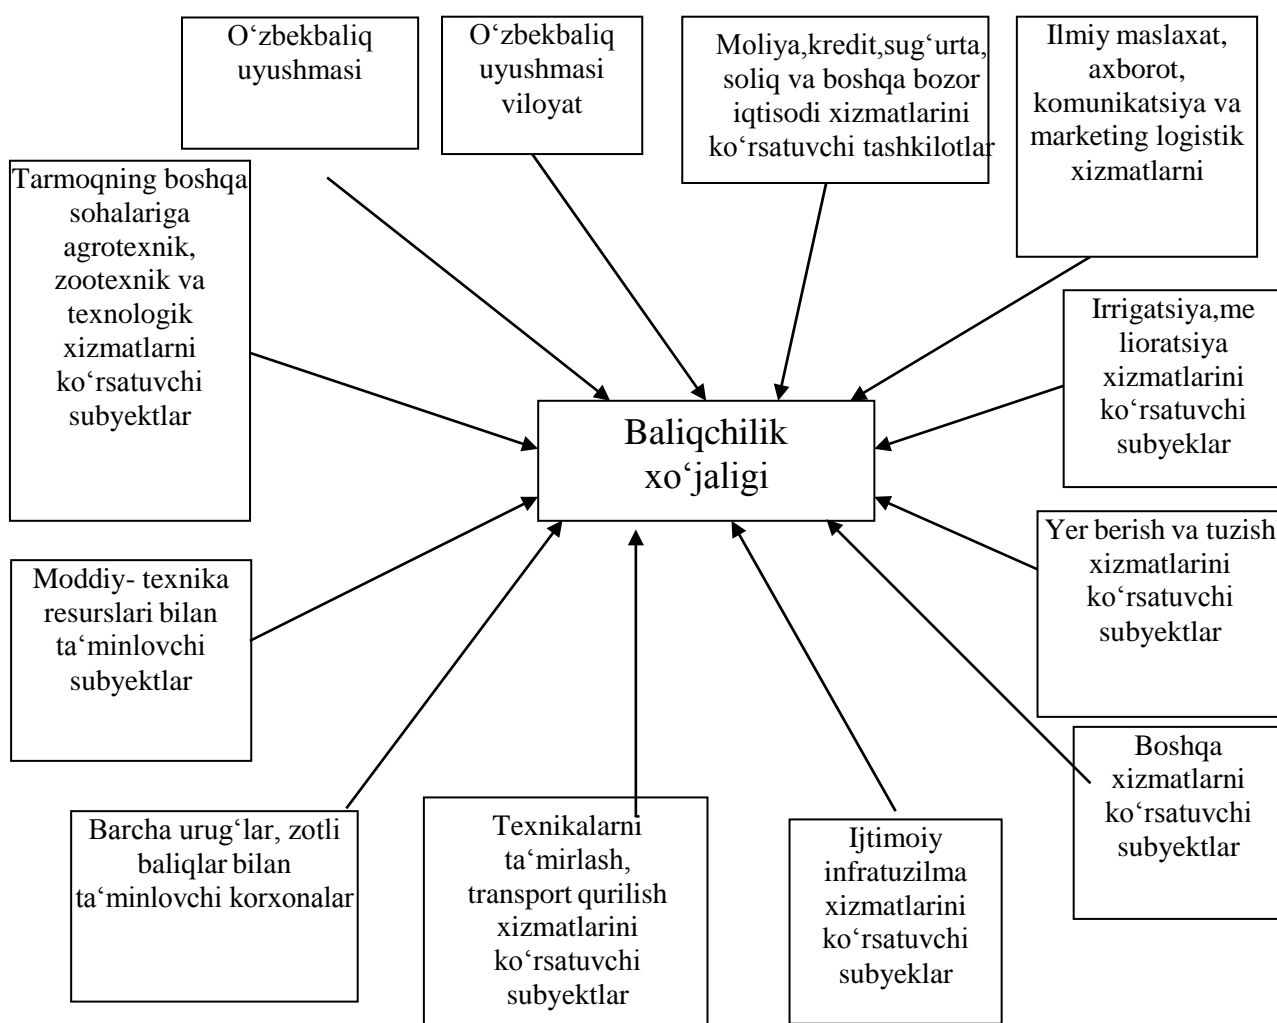 O‘zbekbaliq
uyushmasi
O‘zbekbaliq
uyushmasi
viloyat
Moliya,kredit,sug‘urta,
soliq va boshqa bozor
iqtisodi xizmatlarini
ko‘rsatuvchi tashkilotlar
Ilmiy maslaxat,
axborot,
komunikatsiya va
marketing logistik
xizmatlarni
Tarmoqning boshqa
sohalariga
agrotexnik,
zootexnik va
texnologik
xizmatlarni
ko‘rsatuvchi
subyektlar
Irrigatsiya,me
lioratsiya
xizmatlarini
ko‘rsatuvchi
subyeklar
Baliqchilik
xo‘jaligi
Yer berish va tuzish
xizmatlarini
ko‘rsatuvchi
subyektlar
Moddiy- texnika
resurslari bilan
ta‘minlovchi
subyektlar
Boshqa
xizmatlarni
ko‘rsatuvchi
subyektlar
Barcha urug‘lar, zotli
baliqlar bilan
ta‘minlovchi korxonalar
Texnikalarni
ta‘mirlash,
transport qurilish
xizmatlarini
ko‘rsatuvchi
subyektlar
Ijtimoiy
infratuzilma
xizmatlarini
ko‘rsatuvchi
subyeklar